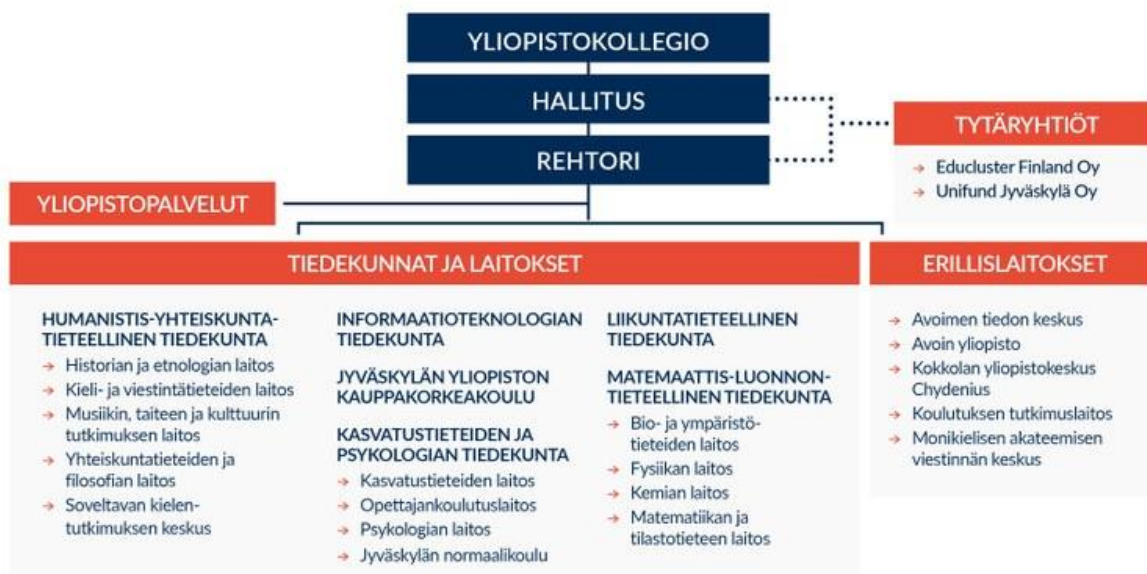 YLIOPISTOKOLLEGIO
HALLITUS
REHTORI
TYTÄRYHTIÖT
→ Educluster Finland Oy
→ Unifund Jyväskylä Oy
YLIOPISTOPALVELUT
TIEDEKUNNAT JA LAITOKSET
HUMANISTIS-YHTEISKUNTA-
TIETEELLINEN TIEDEKUNTA
→ Historian ja etnologian laitos
→ Kieli- ja viestintätieteiden laitos
→ Musiikin, taiteen ja kulttuurin
tutkimuksen laitos
→ Yhteiskuntatieteiden ja
filosofian laitos
→ Soveltavan kielen-
tutkimuksen keskus
INFORMAATIOTEKNOLOGIAN
TIEDEKUNTA
JYVÄSKYLÄN YLIOPISTON
KAUPPAKORKEAKOULU
KASVATUSTIETEIDEN JA
PSYKOLOGIAN TIEDEKUNTA
→ Kasvatustieteiden laitos
→ Opettajankoulutuslaitos
→ Psykologian laitos
→ Jyväskylän normaalikoulu
LIIKUNTATIETEELLINEN
TIEDEKUNTA
MATEMAATTIS-LUONNON-
TIETEELLINEN TIEDEKUNTA
→ Bio- ja ympäristö-
tieteiden laitos
→ Fysiikan laitos
→ Kemian laitos
→ Matematiikan ja
tilastotieteen laitos
ERILLISLAITOKSET
→ Avoimen tiedon keskus
→ Avoin yliopisto
→ Kokkolan yliopistokeskus
Chydenius
→ Koulutuksen tutkimuslaitos
→ Monikielisen akateemisen
viestinnän keskus